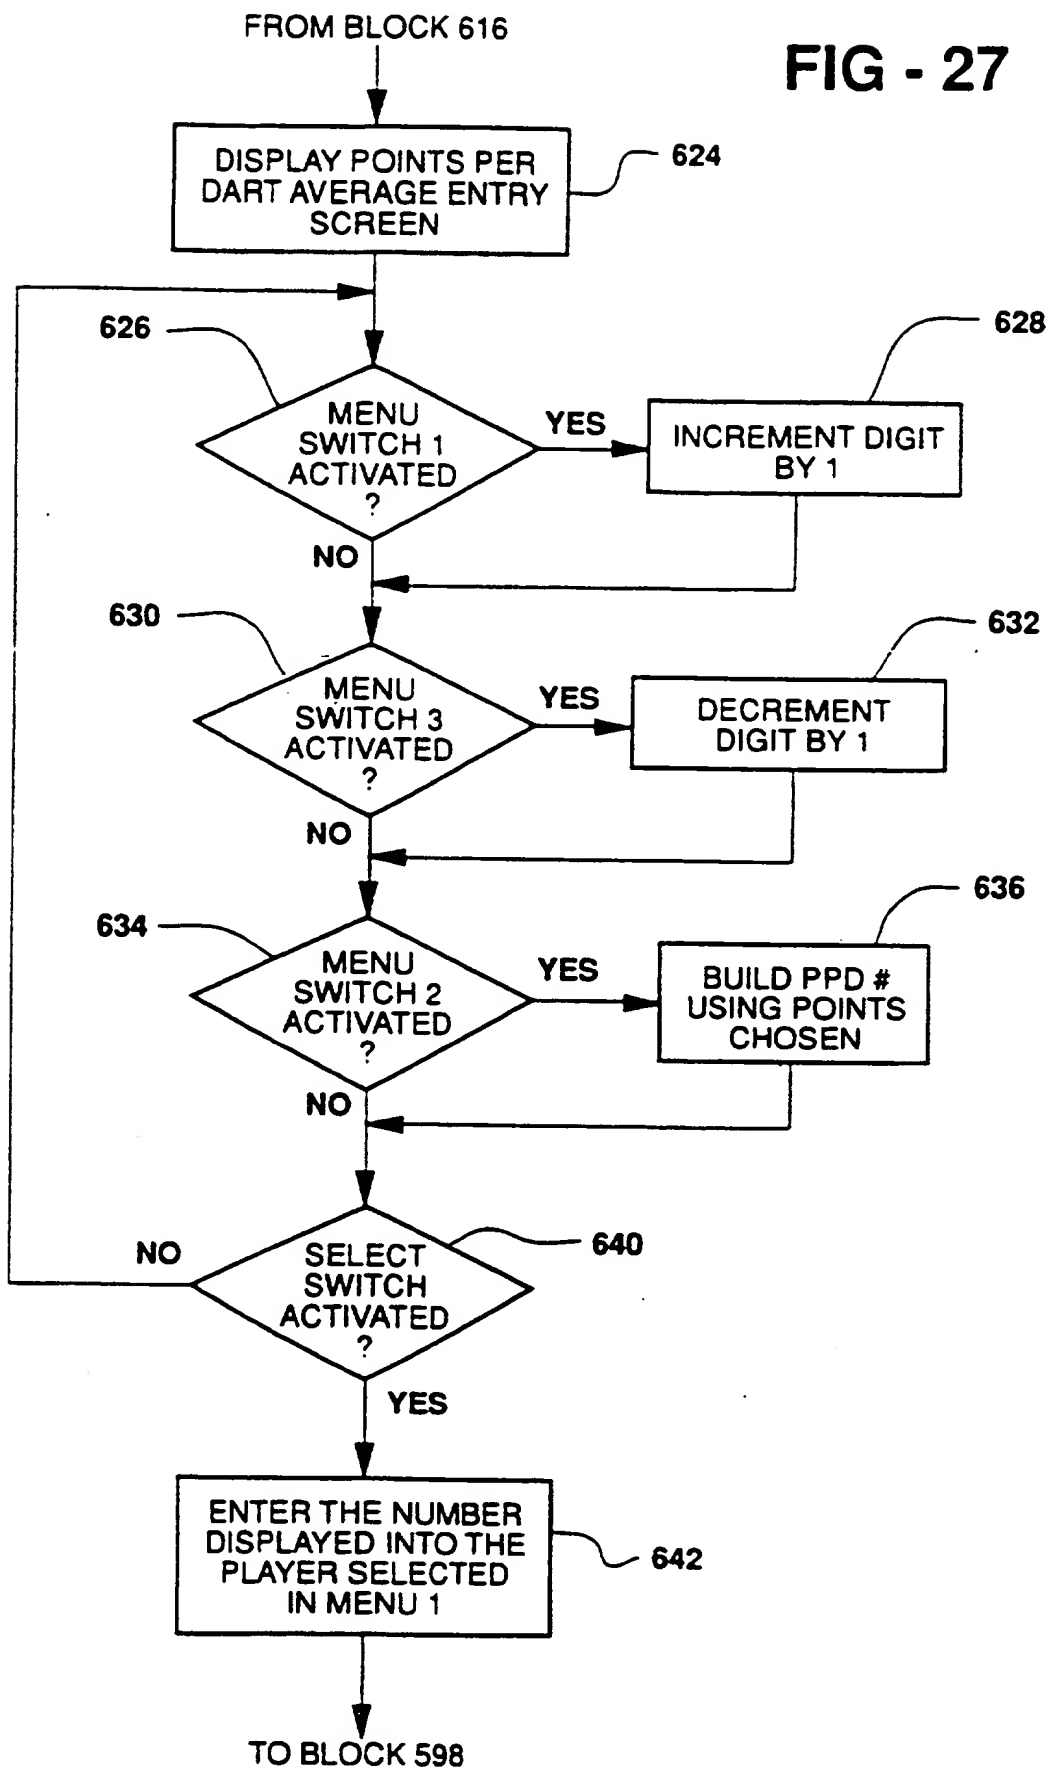 FROM BLOCK 616
FIG - 27
DISPLAY POINTS PER
DART AVERAGE ENTRY
SCREEN
624
626
MENU
SWITCH 1
ACTIVATED
?
YES
628
INCREMENT DIGIT
BY 1
NO
630
MENU
SWITCH 3
ACTIVATED
?
YES
632
DECREMENT
DIGIT BY 1
NO
634
MENU
SWITCH 2
ACTIVATED
?
YES
636
BUILD PPD #
USING POINTS
CHOSEN
NO
640
SELECT
SWITCH
ACTIVATED
?
NO
YES
ENTER THE NUMBER
DISPLAYED INTO THE
PLAYER SELECTED
IN MENU 1
642
TO BLOCK 598